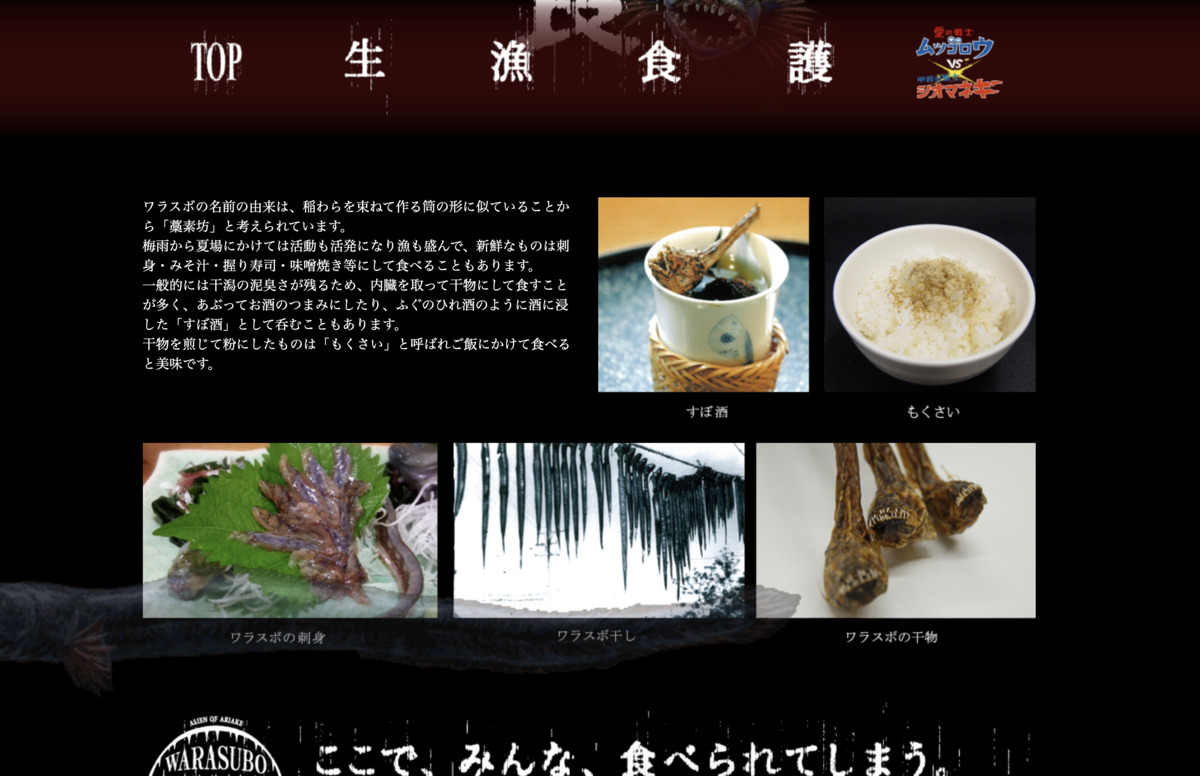 TOP
生
漁
食
護
愛の戦士
ムツゴロウ
VS
シオマネキ
ワラスボの名前の由来は、稲わらを束ねて作る筒の形に似ていることか
ら「藁素坊」と考えられています。
梅雨から夏場にかけては活動も活発になり漁も盛んで、新鮮なものは刺
身・みそ汁・握り寿司・味噌焼き等にして食べることもあります。
一般的には干潟の泥臭さが残るため、内臓を取って干物にして食すこと
が多く、あぶってお酒のつまみにしたり、ふぐのひれ酒のように酒に浸
した「すぼ酒」として呑むこともあります。
干物を煎じて粉にしたものは「もくさい」と呼ばれご飯にかけて食べる
と美味です。
すぼ酒
もくさい
ワラスボの刺身
ワラスボ干し
ワラスボの干物
ALIEN OF ARIAKE
WARASUBO
ここで、みんな、食べられてしまう。